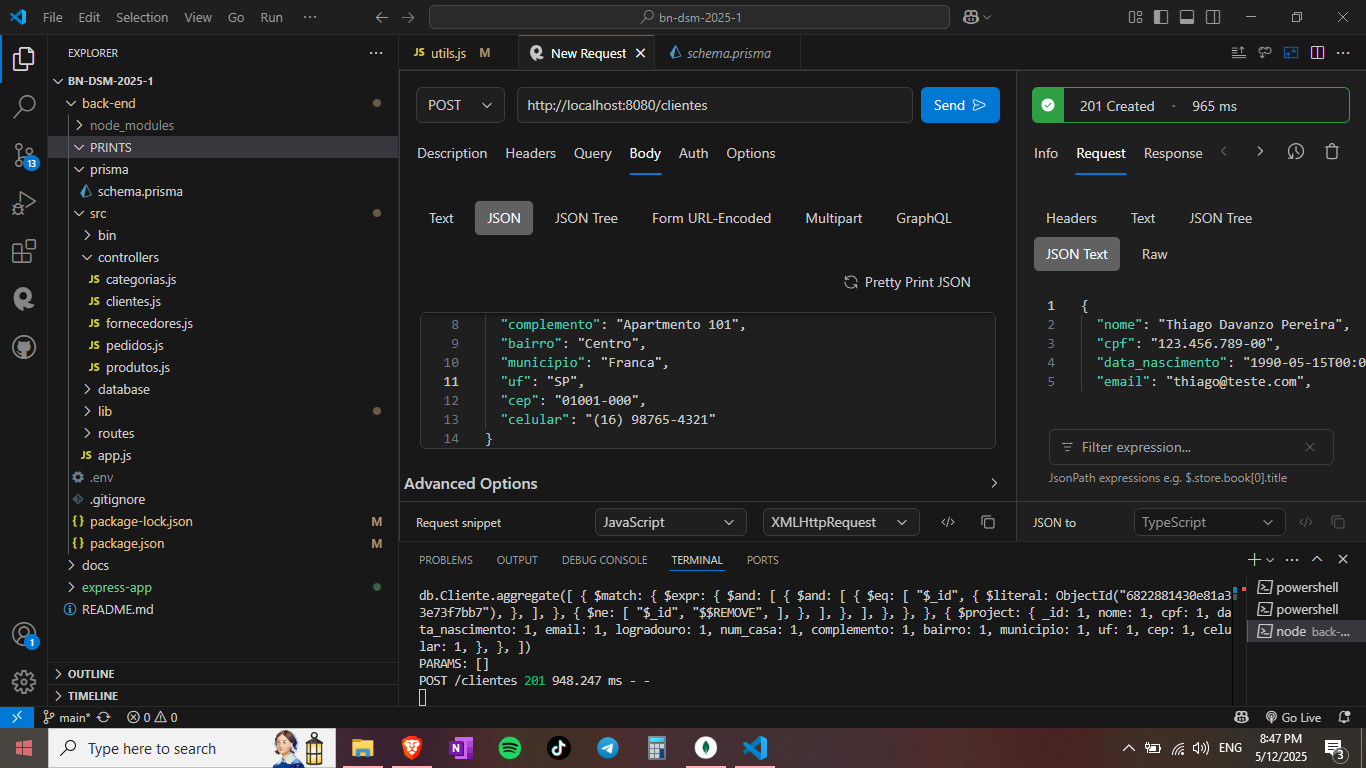 File Edit Selection View Go Run ··· bn-dsm-2025-1
EXPLORER
BN-DSM-2025-1
back-end
node_modules
PRINTS
prisma
schema.prisma
src
bin
controllers
JS categorias.js
JS clientes.js
JS fornecedores.js
JS pedidos.js
JS produtos.js
database
lib
routes
JS app.js
.env
.gitignore
{} package-lock.json M
{} package.json M
docs
express-app
README.md
OUTLINE
TIMELINE
13
1
JS utils.js M New Request schema.prisma
POST http://localhost:8080/clientes Send
Description Headers Query Body Auth Options
Text JSON JSON Tree Form URL-Encoded Multipart GraphQL
Pretty Print JSON
8 "complemento": "Apartmento 101",
9 "bairro": "Centro",
10 "municipio": "Franca",
11 "uf": "SP",
12 "cep": "01001-000",
13 "celular": "(16) 98765-4321"
14 }
Advanced Options
Request snippet JavaScript XMLHttpRequest
201 Created · 965 ms
Info Request Response
Headers Text JSON Tree
JSON Text Raw
1 {
2 "nome": "Thiago Davanzo Pereira",
3 "cpf": "123.456.789-00",
4 "data_nascimento": "1990-05-15T00:0
5 "email": "thiago@teste.com",
Filter expression...
JsonPath expressions e.g. $.store.book[0].title
JSON to TypeScript
PROBLEMS OUTPUT DEBUG CONSOLE TERMINAL PORTS
db.Cliente.aggregate([ { $match: { $expr: { $and: [ { $and: [ { $eq: [ "$_id", { $literal: ObjectId("6822881430e81a3
3e73f7bb7"), }, ], }, { $ne: [ "$_id", "$$REMOVE", ], }, ], }, ], }, }, }, { $project: { _id: 1, nome: 1, cpf: 1, da
ta_nascimento: 1, email: 1, logradouro: 1, num_casa: 1, complemento: 1, bairro: 1, municipio: 1, uf: 1, cep: 1, celu
lar: 1, }, }, ])
PARAMS: []
POST /clientes 201 948.247 ms - -
powershell
powershell
node back-...
main* 0 0 Go Live
Type here to search
ENG
8:47 PM
5/12/2025
3